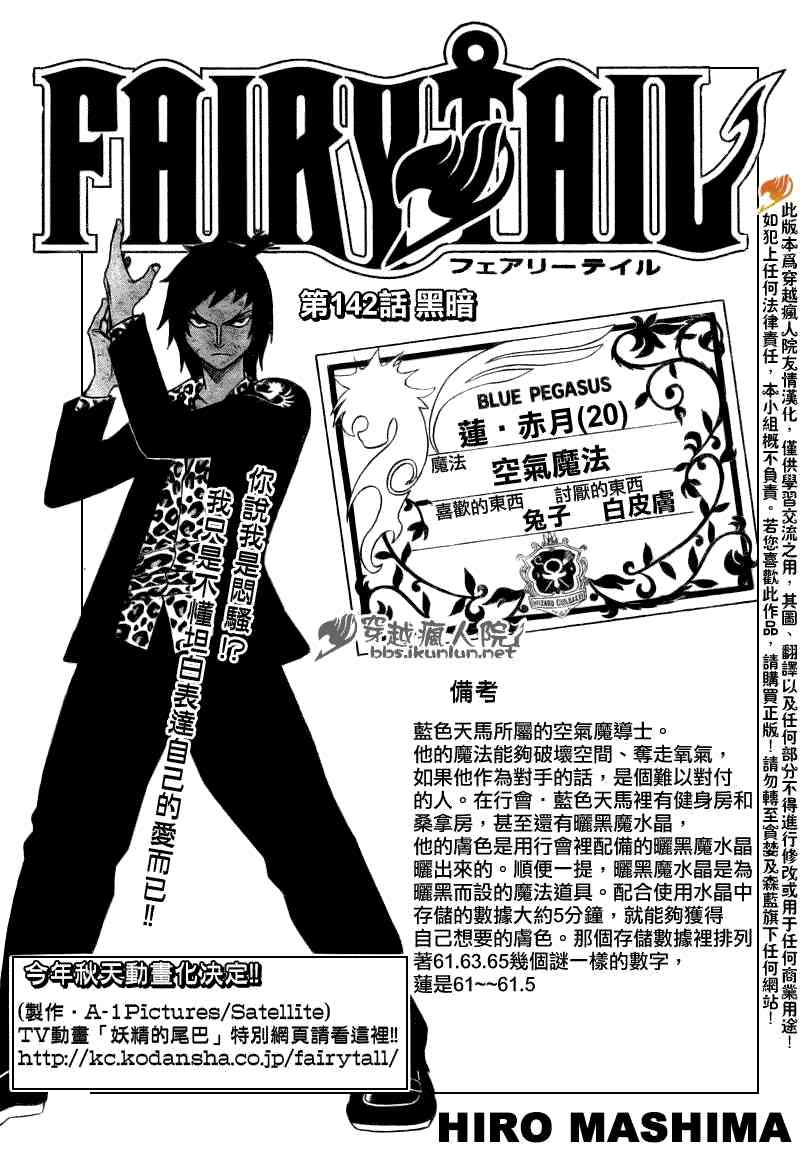 FAIRY TAIL
フェアリーテイル
第142話 黑暗
BLUE PEGASUS
蓮・赤月(20)
魔法 空氣魔法
喜歡的東西 兔子
討厭的東西 白皮膚
WIZARD GUILD
你說我是悶騷!?
我只是不懂坦白表達自己的愛而已!!
穿越瘋人院
bbs.ikunlun.net
備考
藍色天馬所屬的空氣魔導士。
他的魔法能夠破壞空間、奪走氧氣，
如果他作為對手的話，是個難以對付
的人。在行會・藍色天馬裡有健身房和
桑拿房，甚至還有曬黑魔水晶，
他的膚色是用行會裡配備的曬黑魔水晶
曬出來的。順便一提，曬黑魔水晶是為
曬黑而設的魔法道具。配合使用水晶中
存儲的數據大約5分鐘，就能夠獲得
自己想要的膚色。那個存儲數據裡排列
著61.63.65幾個謎一樣的數字，
蓮是61~~61.5
今年秋天動畫化決定!!
(製作・A-1Pictures/Satellite)
TV動畫「妖精的尾巴」特別網頁請看這裡!!
http://kc.kodansha.co.jp/fairytall/
HIRO MASHIMA
此版本爲穿越瘋人院友情漢化，僅供學習交流之用，其圖、翻譯以及任何部分不得進行修改或用于任何商業用途！
如犯上任何法律責任，本小組概不負責。若您喜歡此作品，請購買正版！請勿轉至貪婪及森藍旗下任何網站！